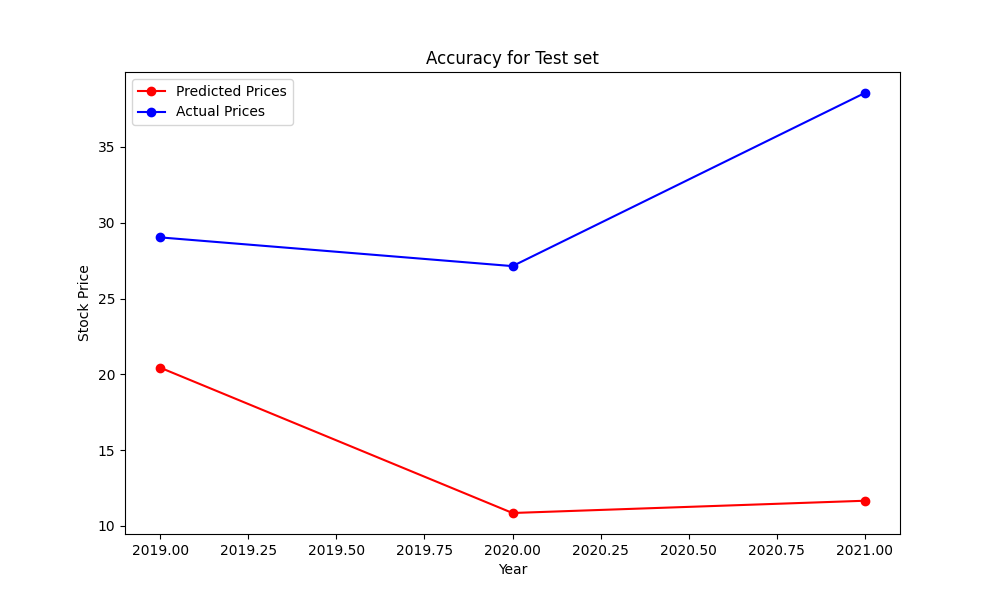 Accuracy for Test set
Predicted Prices
Actual Prices
Stock Price
35
30
25
20
15
10
2019.00 2019.25 2019.50 2019.75 2020.00 2020.25 2020.50 2020.75 2021.00
Year